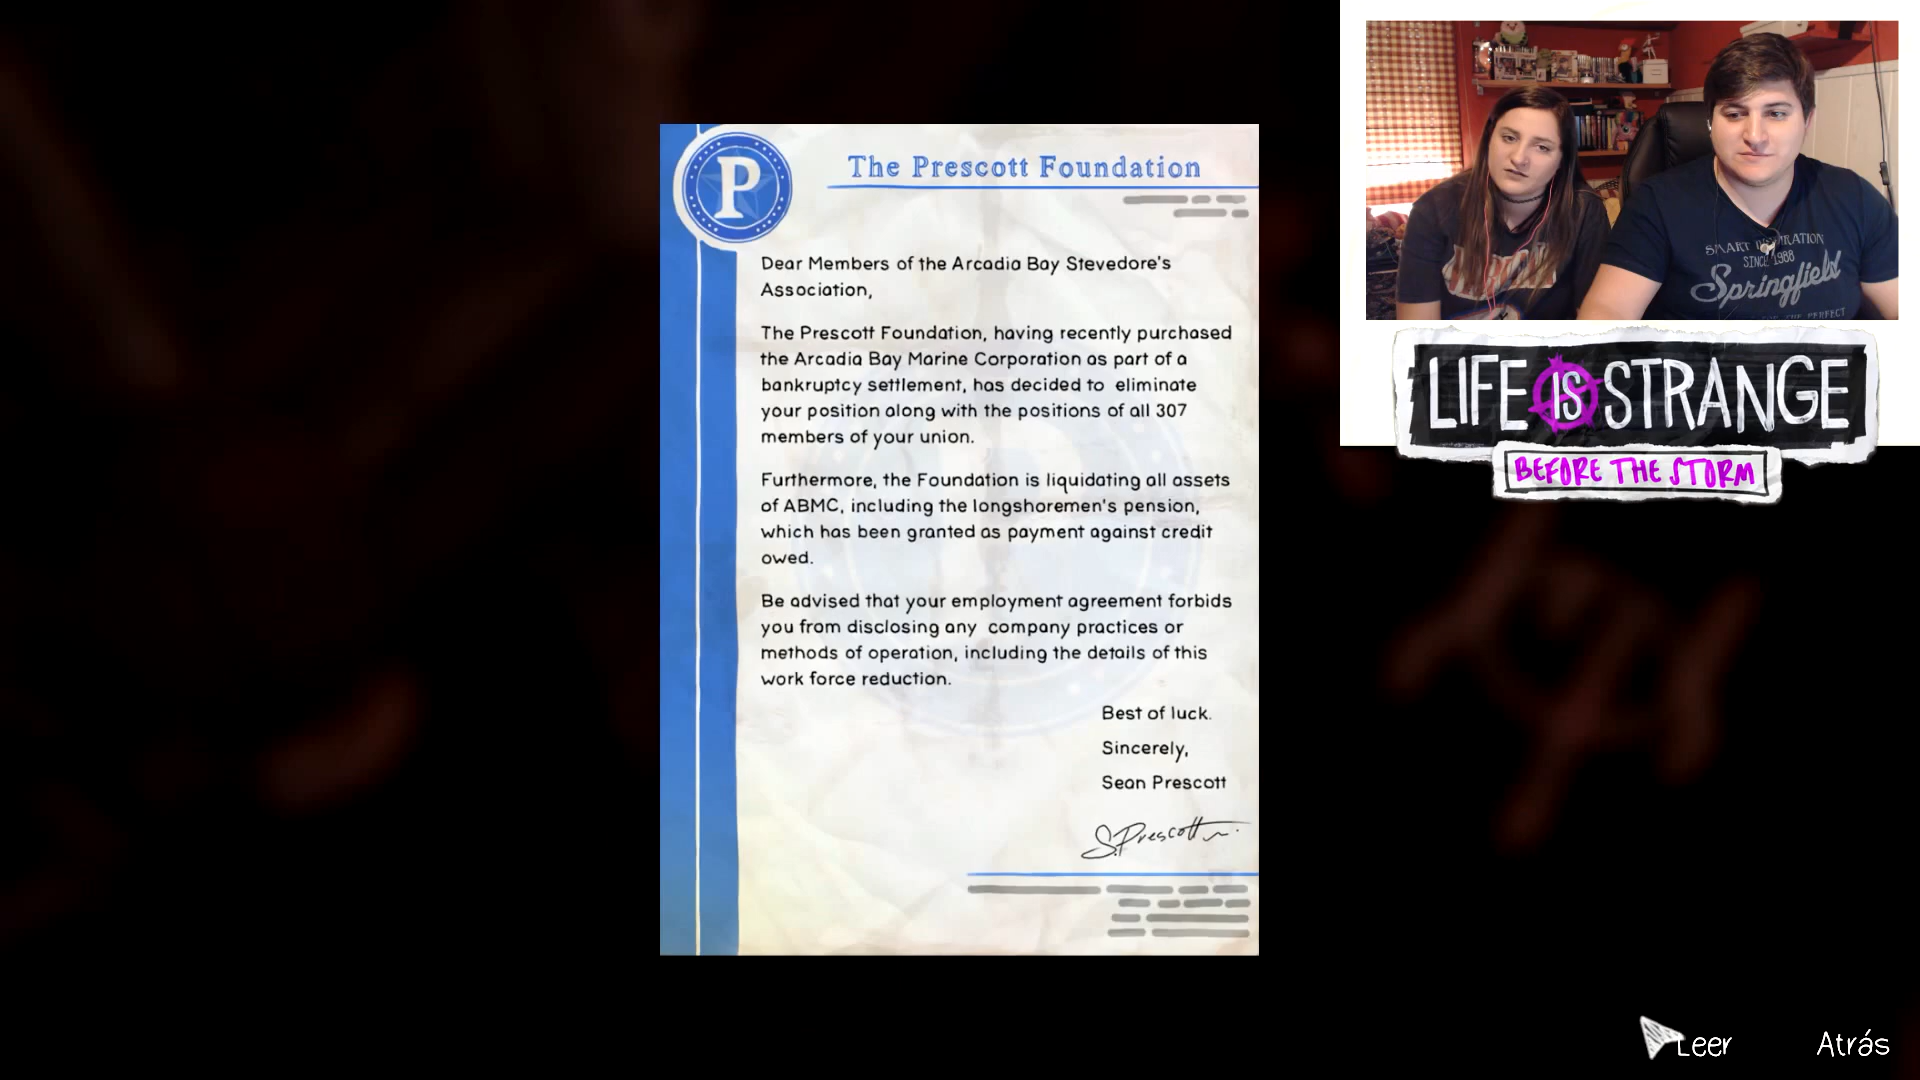 P
The Prescott Foundation
Dear Members of the Arcadia Bay Stevedore's
Association,
The Prescott Foundation, having recently purchased
the Arcadia Bay Marine Corporation as part of a
bankruptcy settlement, has decided to eliminate
your position along with the positions of all 307
members of your union.
Furthermore, the Foundation is liquidating all assets
of ABMC, including the longshoremen's pension,
which has been granted as payment against credit
owed.
Be advised that your employment agreement forbids
you from disclosing any company practices or
methods of operation, including the details of this
work force reduction.
Best of luck.
Sincerely,
Sean Prescott
S. Prescott
SINCE 1988
Springfield
LIFE IS STRANGE
BEFORE THE STORM
Leer
Atrás